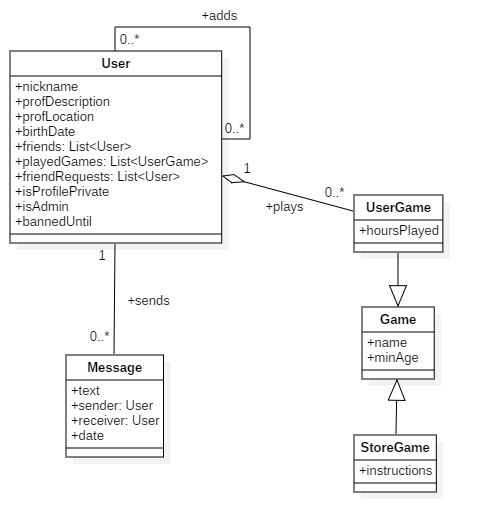 +adds
0..*
User
+nickname
+profDescription
+profLocation
+birthDate
+friends: List<User>
+playedGames: List<UserGame>
+friendRequests: List<User>
+isProfilePrivate
+isAdmin
+bannedUntil
0..*
1
+plays
0..*
UserGame
+hoursPlayed
1
+sends
0..*
Message
+text
+sender: User
+receiver: User
+date
Game
+name
+minAge
StoreGame
+instructions